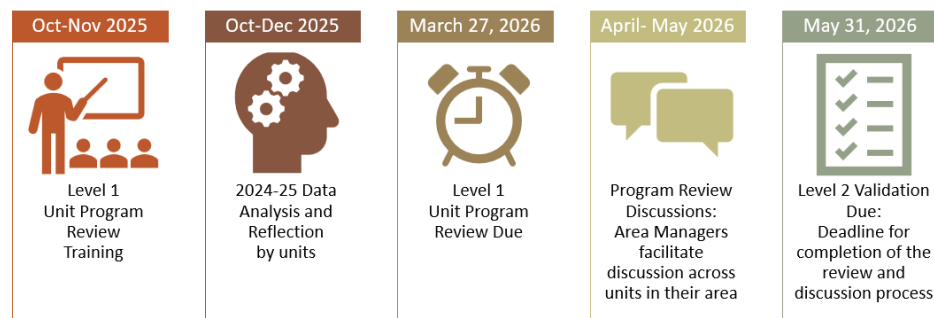 Oct-Nov 2025
Level 1
Unit Program
Review
Training
Oct-Dec 2025
2024-25 Data
Analysis and
Reflection
by units
March 27, 2026
Level 1
Unit Program
Review Due
April- May 2026
Program Review
Discussions:
Area Managers
facilitate
discussion across
units in their area
May 31, 2026
Level 2 Validation
Due:
Deadline for
completion of the
review and
discussion process